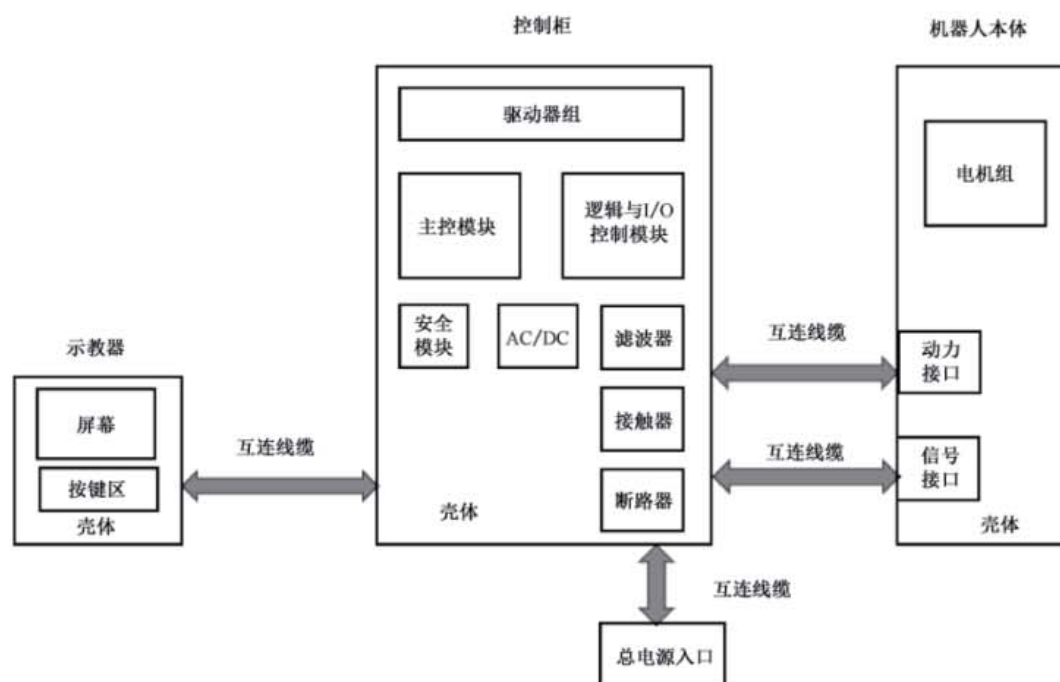 控制柜
机器人本体
驱动器组
电机组
主控模块
逻辑与I/O
控制模块
安全
模块
AC/DC
滤波器
互连线缆
动力
接口
示教器
屏幕
按键区
壳体
互连线缆
接触器
互连线缆
信号
接口
断路器
壳体
壳体
互连线缆
总电源入口